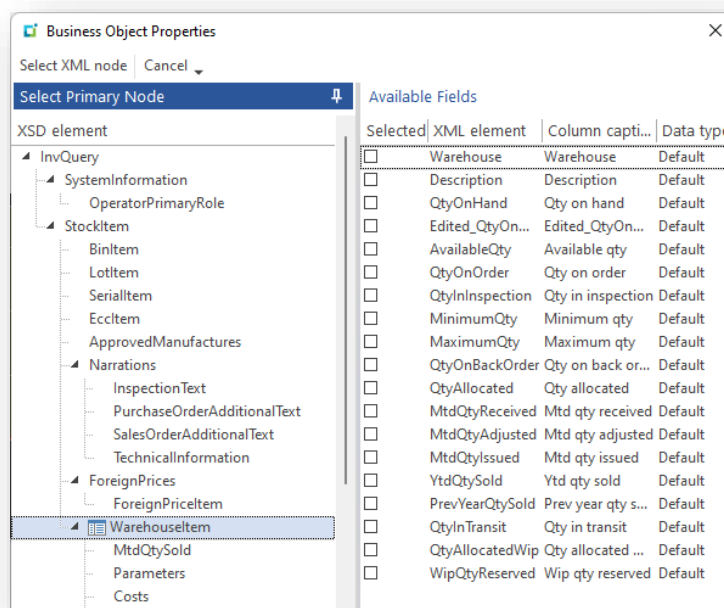 Business Object Properties
Select XML node Cancel
Select Primary Node
XSD element
InvQuery
SystemInformation
OperatorPrimaryRole
StockItem
BinItem
LotItem
SerialItem
EccItem
ApprovedManufactures
Narrations
InspectionText
PurchaseOrderAdditionalText
SalesOrderAdditionalText
TechnicalInformation
ForeignPrices
ForeignPriceItem
WarehouseItem
MtdQtySold
Parameters
Costs
Available Fields
Selected XML element Column capti... Data type
Warehouse Warehouse Default
Description Description Default
QtyOnHand Qty on hand Default
Edited_QtyOn... Edited_QtyOn... Default
AvailableQty Available qty Default
QtyOnOrder Qty on order Default
QtyInInspection Qty in inspection Default
MinimumQty Minimum qty Default
MaximumQty Maximum qty Default
QtyOnBackOrder Qty on back or... Default
QtyAllocated Qty allocated Default
MtdQtyReceived Mtd qty received Default
MtdQtyAdjusted Mtd qty adjusted Default
MtdQtyIssued Mtd qty issued Default
YtdQtySold Ytd qty sold Default
PrevYearQtySold Prev year qty s... Default
QtyInTransit Qty in transit Default
QtyAllocatedWip Qty allocated ... Default
WipQtyReserved Wip qty reserved Default